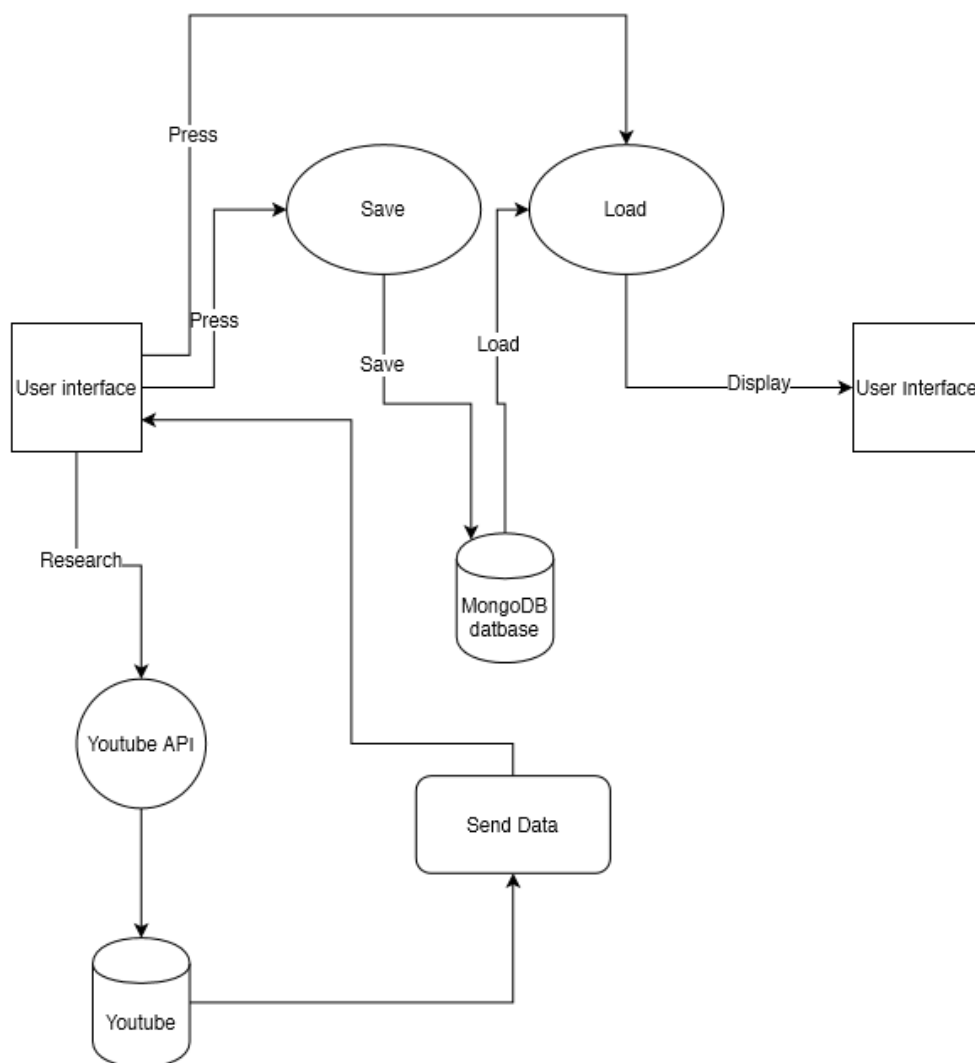 Press
Save
Load
Press
Save
Load
User interface
Display
User Interface
Research
MongoDB
datbase
Youtube API
Send Data
Youtube